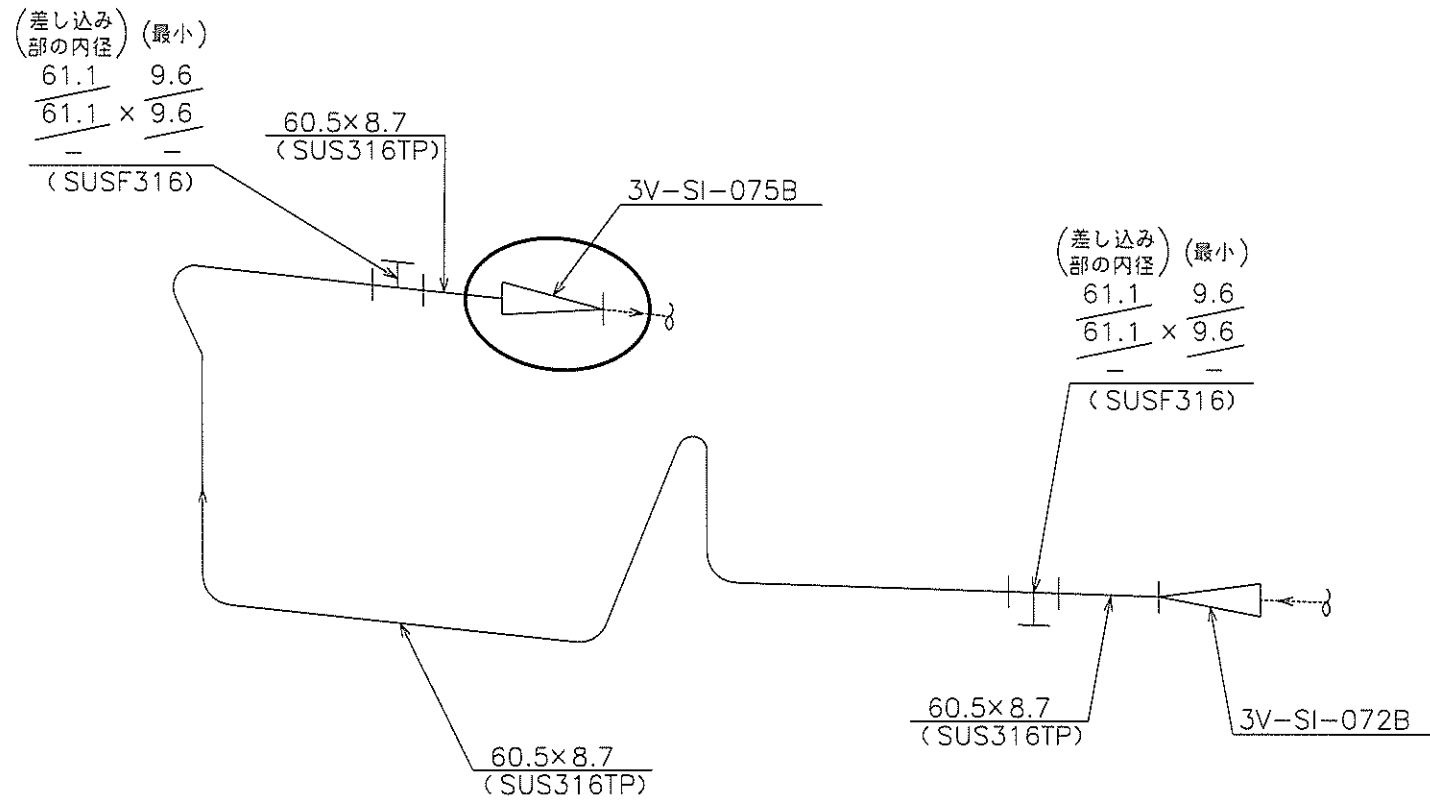 (差し込み部の内径) (最小)
61.1 9.6
61.1 × 9.6
— —
(SUSF316)
60.5×8.7
(SUS316TP)
3V-SI-075B
(差し込み部の内径) (最小)
61.1 9.6
61.1 × 9.6
— —
(SUSF316)
60.5×8.7
(SUS316TP)
3V-SI-072B
60.5×8.7
(SUS316TP)